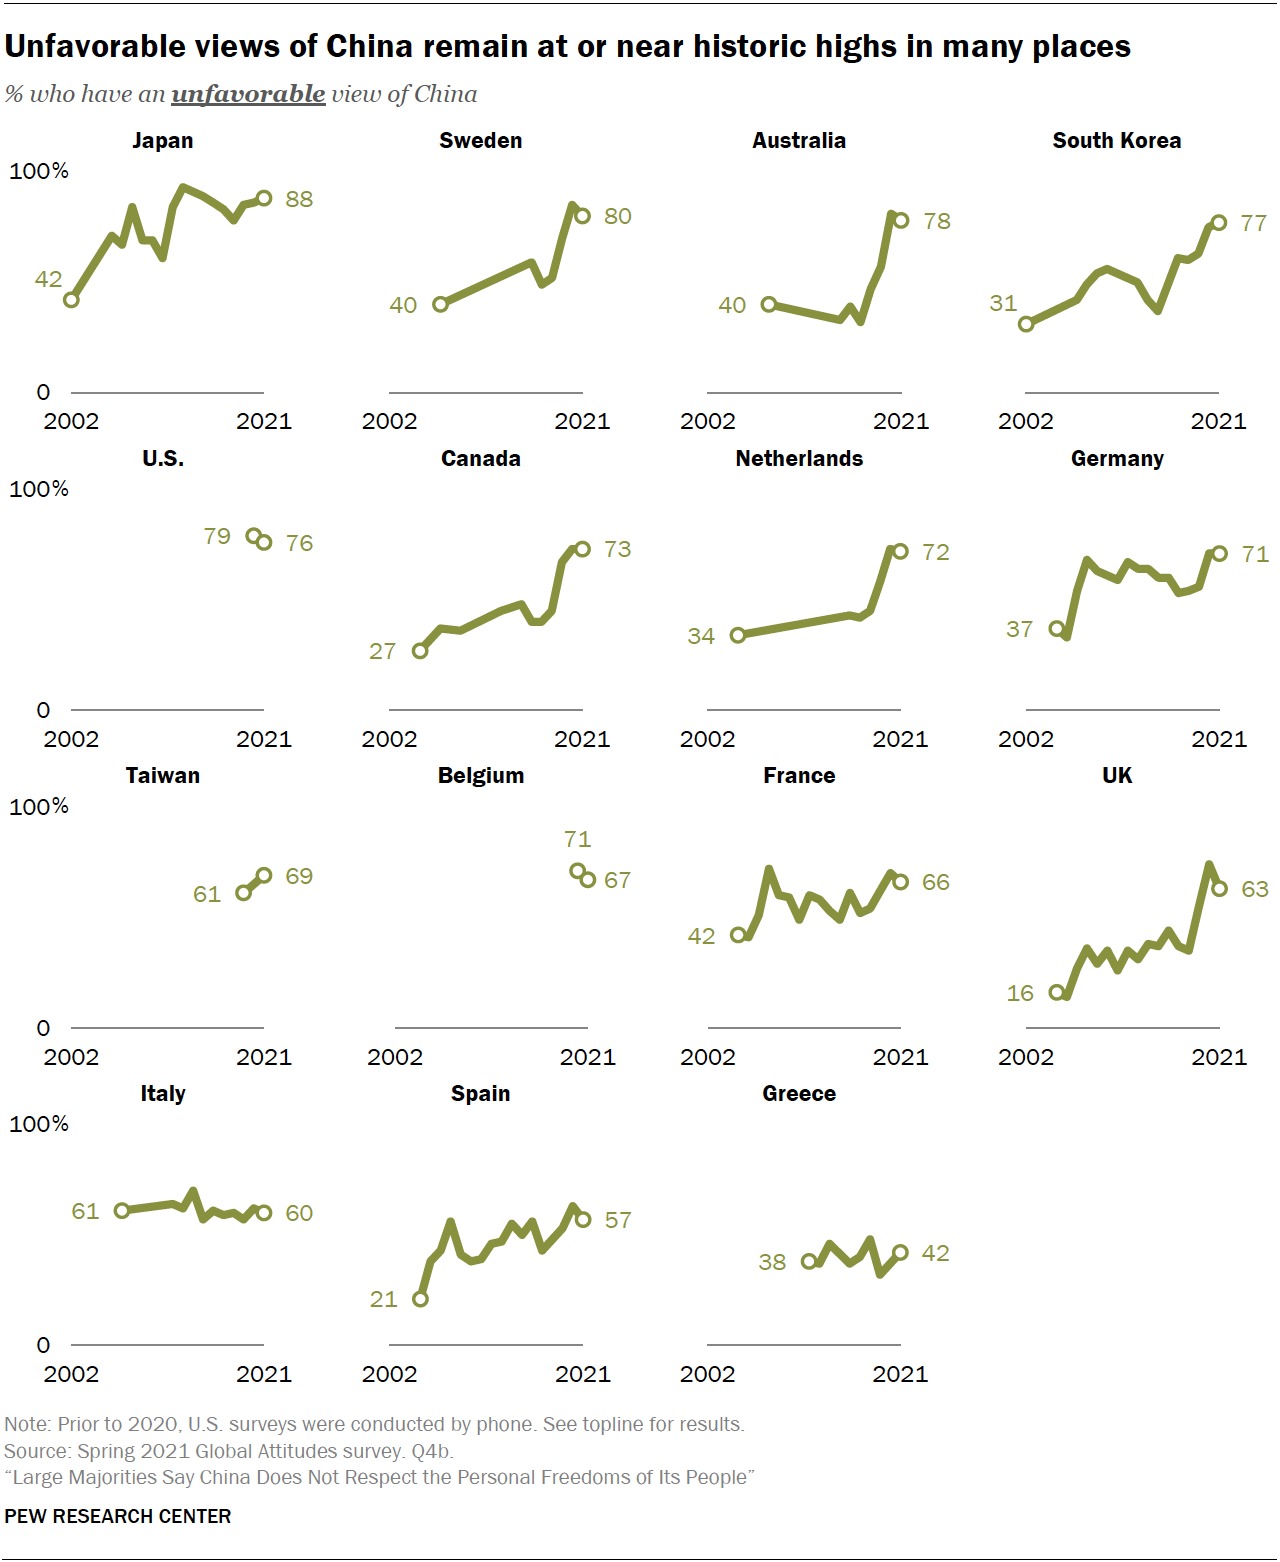 Unfavorable views of China remain at or near historic highs in many places
% who have an unfavorable view of China
Japan Sweden Australia South Korea
100%
42 88 40 80 40 78 31 77
0
2002 2021 2002 2021 2002 2021 2002 2021
U.S. Canada Netherlands Germany
100%
79 76 27 73 34 72 37 71
0
2002 2021 2002 2021 2002 2021 2002 2021
Taiwan Belgium France UK
100%
61 69 71 67 42 66 16 63
0
2002 2021 2002 2021 2002 2021 2002 2021
Italy Spain Greece
100%
61 60 21 57 38 42
0
2002 2021 2002 2021 2002 2021
Note: Prior to 2020, U.S. surveys were conducted by phone. See topline for results.
Source: Spring 2021 Global Attitudes survey. Q4b.
“Large Majorities Say China Does Not Respect the Personal Freedoms of Its People”
PEW RESEARCH CENTER